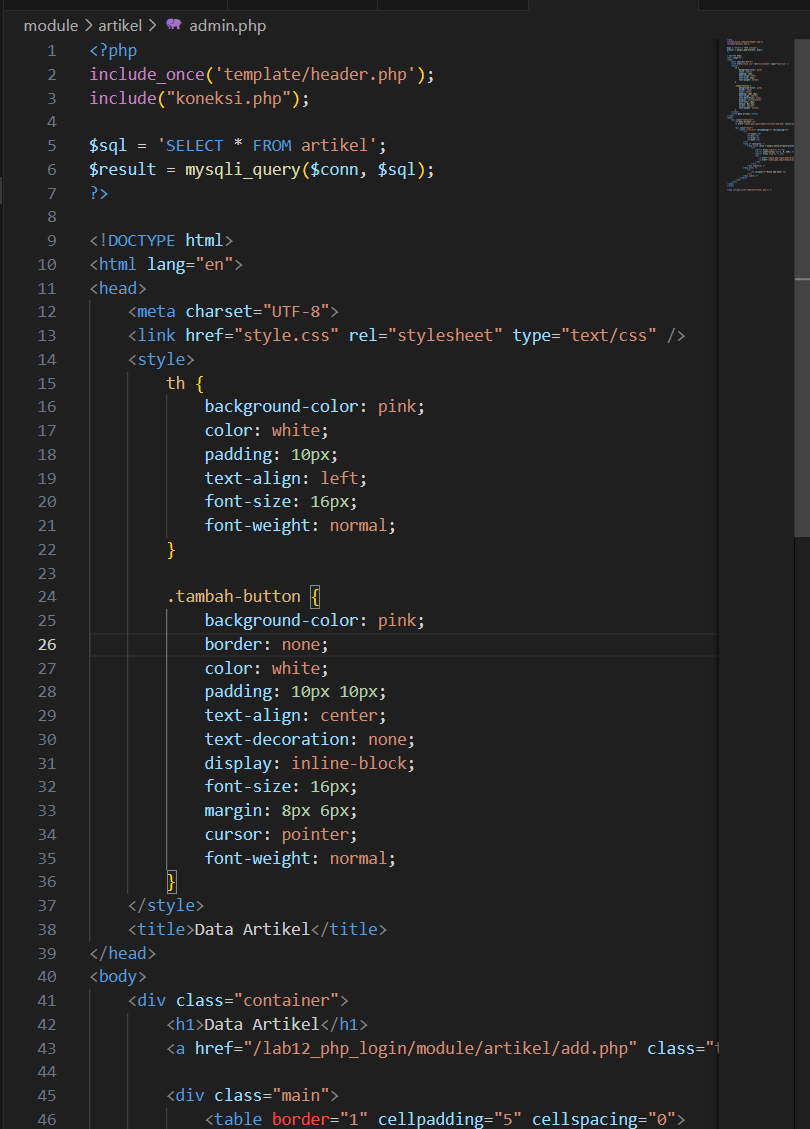 module > artikel > admin.php
1 <?php
2 include_once('template/header.php');
3 include("koneksi.php");
4
5 $sql = 'SELECT * FROM artikel';
6 $result = mysqli_query($conn, $sql);
7 ?>
8
9 <!DOCTYPE html>
10 <html lang="en">
11 <head>
12     <meta charset="UTF-8">
13     <link href="style.css" rel="stylesheet" type="text/css" />
14     <style>
15         th {
16             background-color: pink;
17             color: white;
18             padding: 10px;
19             text-align: left;
20             font-size: 16px;
21             font-weight: normal;
22         }
23
24         .tambah-button {
25             background-color: pink;
26             border: none;
27             color: white;
28             padding: 10px 10px;
29             text-align: center;
30             text-decoration: none;
31             display: inline-block;
32             font-size: 16px;
33             margin: 8px 6px;
34             cursor: pointer;
35             font-weight: normal;
36         }
37     </style>
38     <title>Data Artikel</title>
39 </head>
40 <body>
41     <div class="container">
42         <h1>Data Artikel</h1>
43         <a href="/lab12_php_login/module/artikel/add.php" class="
44
45         <div class="main">
46             <table border="1" cellpadding="5" cellspacing="0">